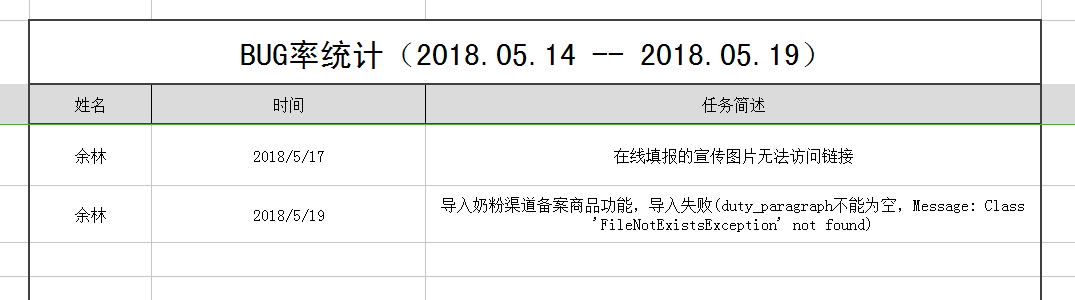 BUG率统计（2018.05.14 -- 2018.05.19）
姓名 时间 任务简述
余林 2018/5/17 在线填报的宣传图片无法访问链接
余林 2018/5/19 导入奶粉渠道备案商品功能，导入失败(duty_paragraph不能为空，Message: Class
'FileNotExistsException' not found)